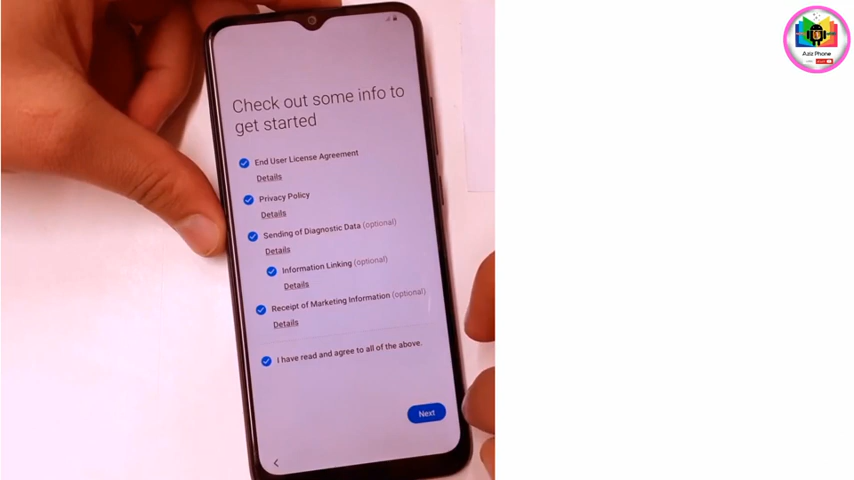 Check out some info to
get started
End User License Agreement
Details
Privacy Policy
Details
Sending of Diagnostic Data (optional)
Details
Information Linking (optional)
Details
Receipt of Marketing Information (optional)
Details
I have read and agree to all of the above.
Next
Aziz Phone